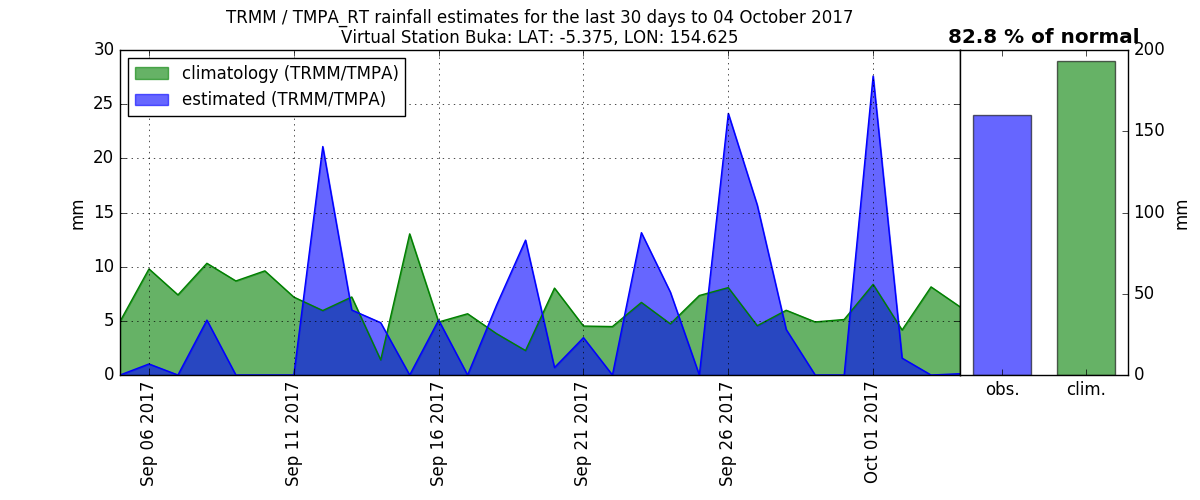 TRMM / TMPA_RT rainfall estimates for the last 30 days to 04 October 2017
Virtual Station Buka: LAT: -5.375, LON: 154.625
82.8 % of normal
climatology (TRMM/TMPA)
estimated (TRMM/TMPA)
30
25
20
15
10
5
0
mm
Sep 06 2017
Sep 11 2017
Sep 16 2017
Sep 21 2017
Sep 26 2017
Oct 01 2017
obs.
clim.
200
150
100
50
0
mm